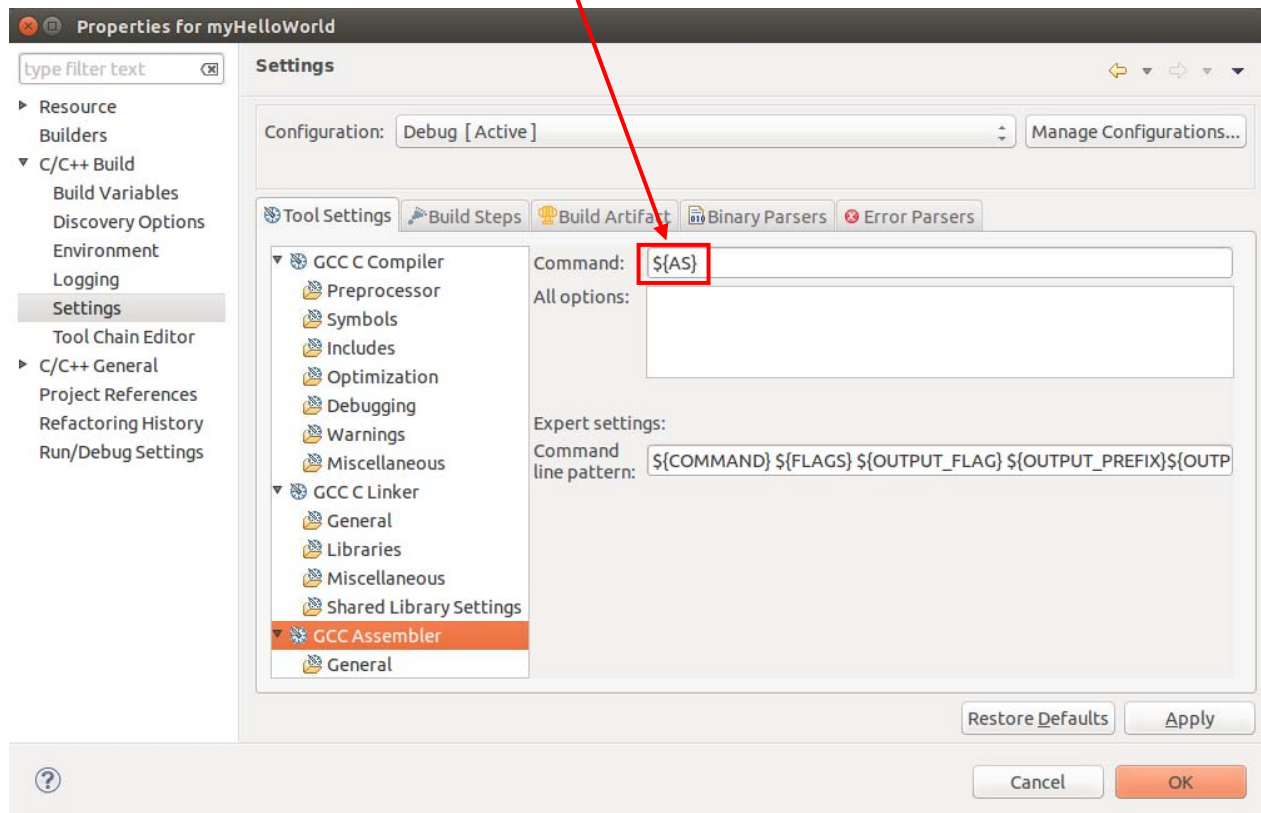 Properties for myHelloWorld
type filter text
Settings
Resource
Builders
C/C++ Build
Build Variables
Discovery Options
Environment
Logging
Settings
Tool Chain Editor
C/C++ General
Project References
Refactoring History
Run/Debug Settings
Configuration: Debug [ Active ] Manage Configurations...
Tool Settings Build Steps Build Artifact Binary Parsers Error Parsers
GCC C Compiler
Preprocessor
Symbols
Includes
Optimization
Debugging
Warnings
Miscellaneous
GCC C Linker
General
Libraries
Miscellaneous
Shared Library Settings
GCC Assembler
General
Command: ${AS}
All options:
Expert settings:
Command
line pattern: ${COMMAND} ${FLAGS} ${OUTPUT_FLAG} ${OUTPUT_PREFIX}${OUTP
Restore Defaults Apply
Cancel OK